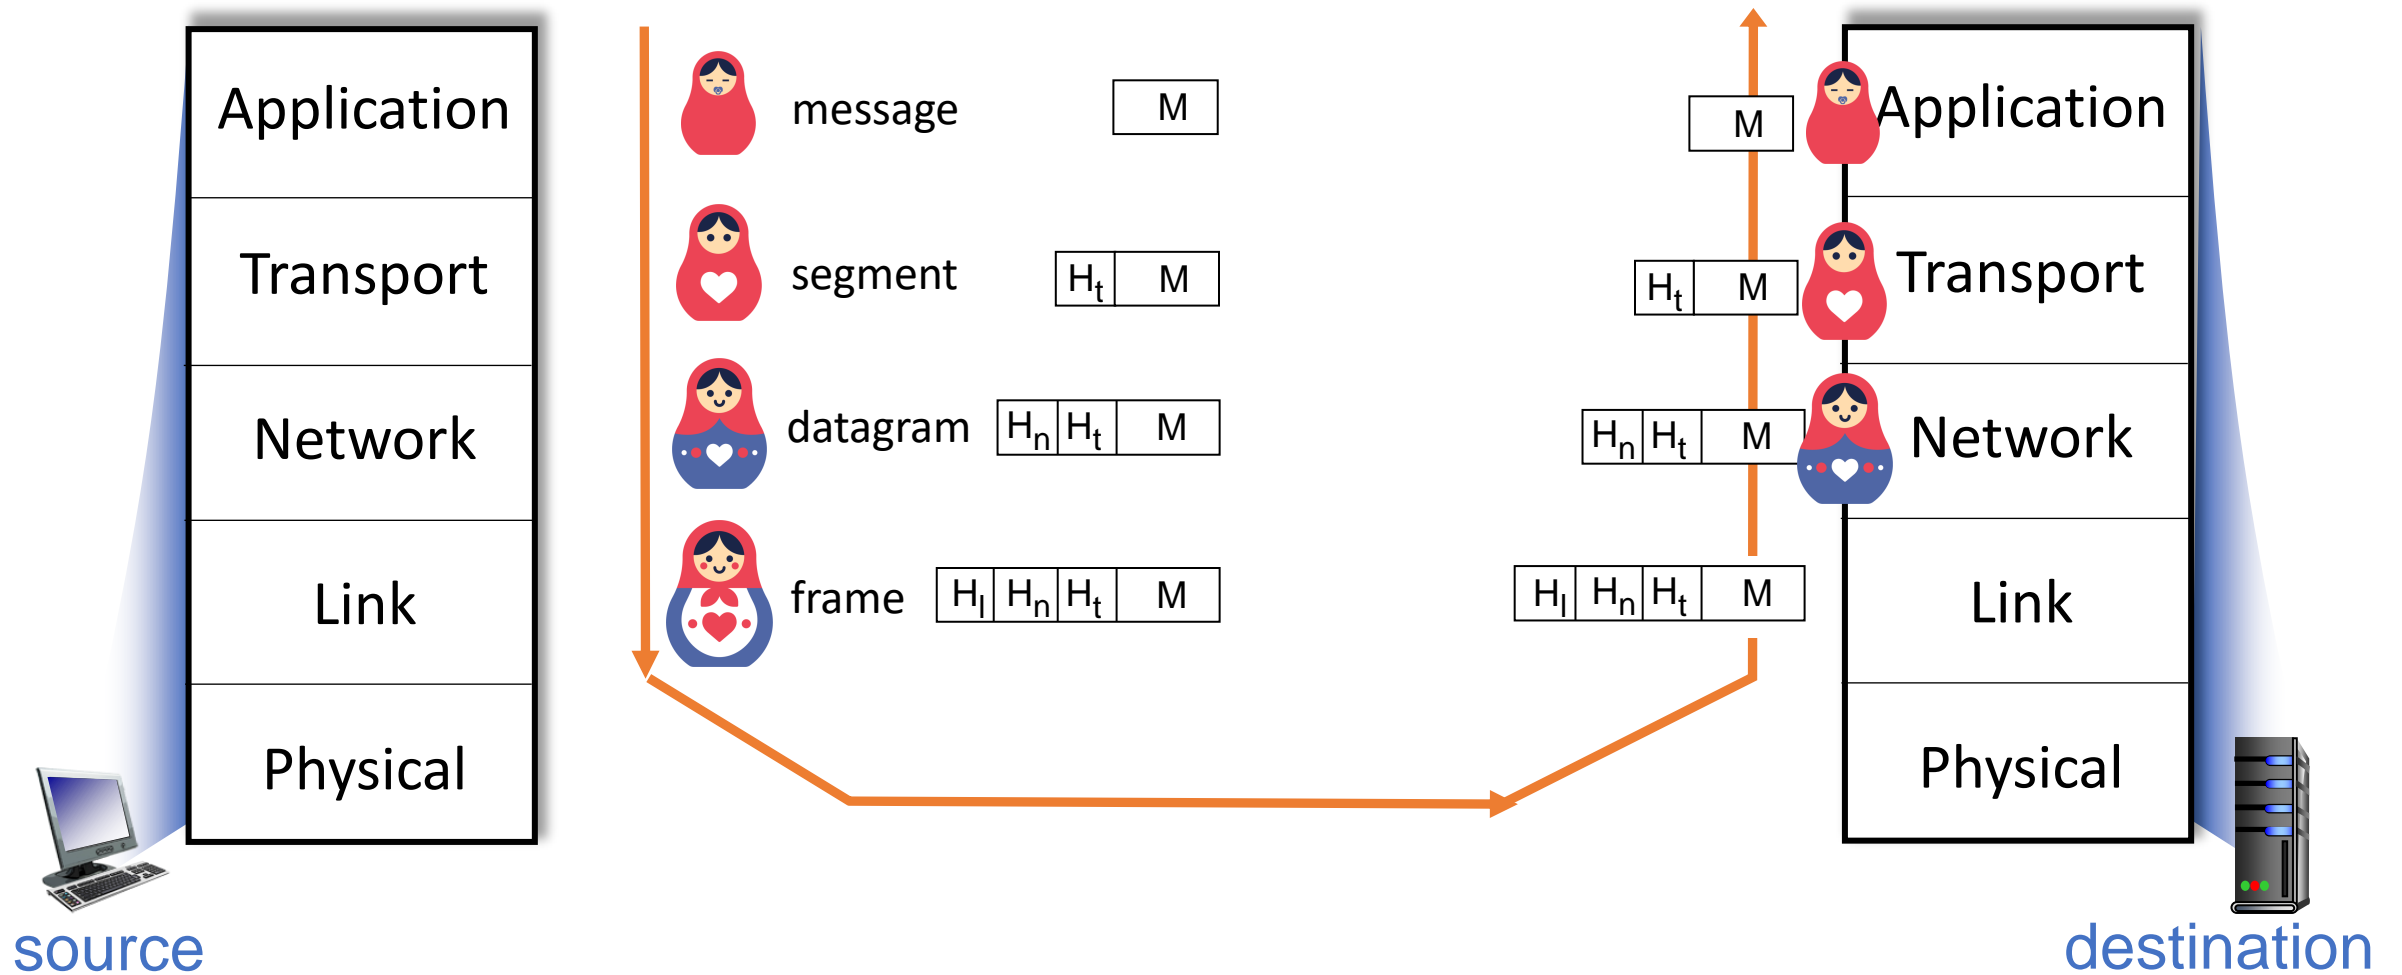 Application
message
M
M
Application
Transport
segment
Ht M
Ht M
Transport
Network
datagram
Hn Ht M
Hn Ht M
Network
Link
frame
Hl Hn Ht M
Hl Hn Ht M
Link
Physical
Physical
source
destination